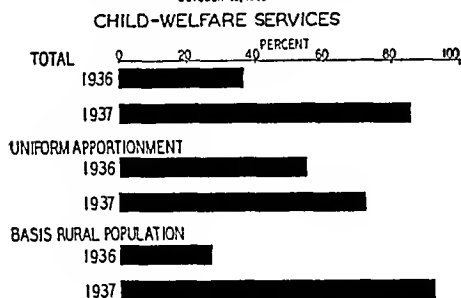 CHILD-WELFARE SERVICES
PERCENT
TOTAL 0 20 40 60 80 100
1936
1937
UNIFORM APPORTIONMENT
1936
1937
BASIS RURAL POPULATION
1936
1937